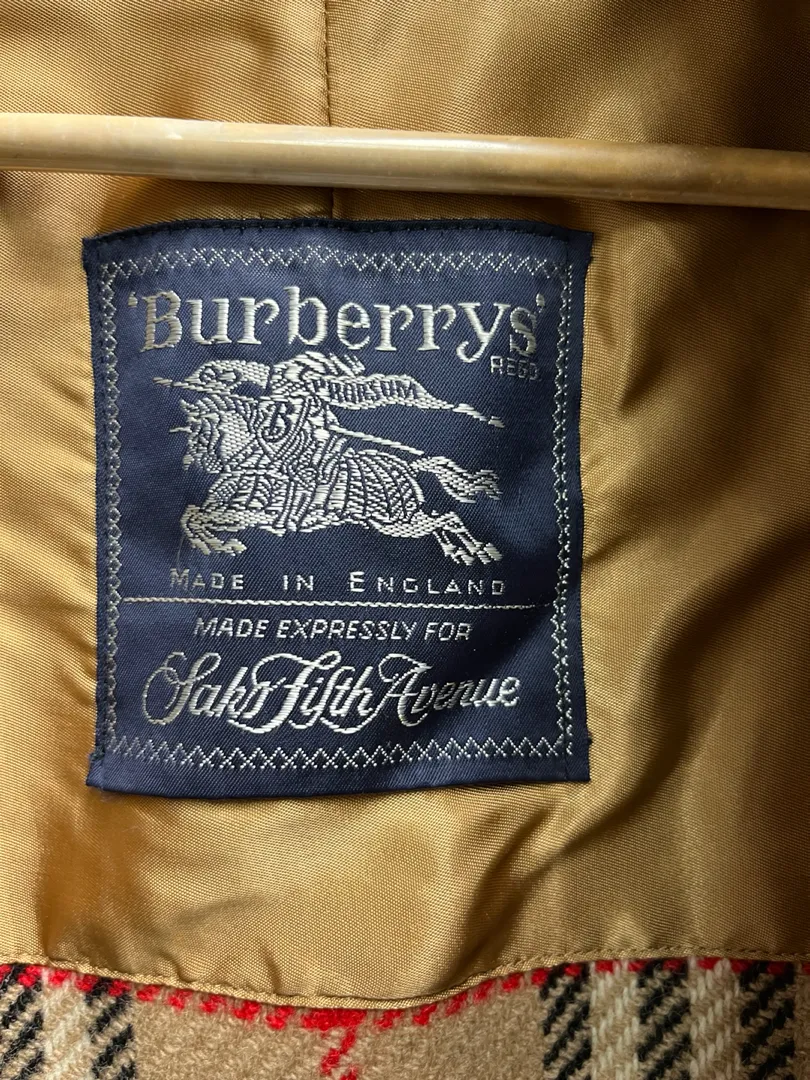 'Burberrys'
REGD.
PRORSUM
B
MADE IN ENGLAND
MADE EXPRESSLY FOR
Saks Fifth Avenue